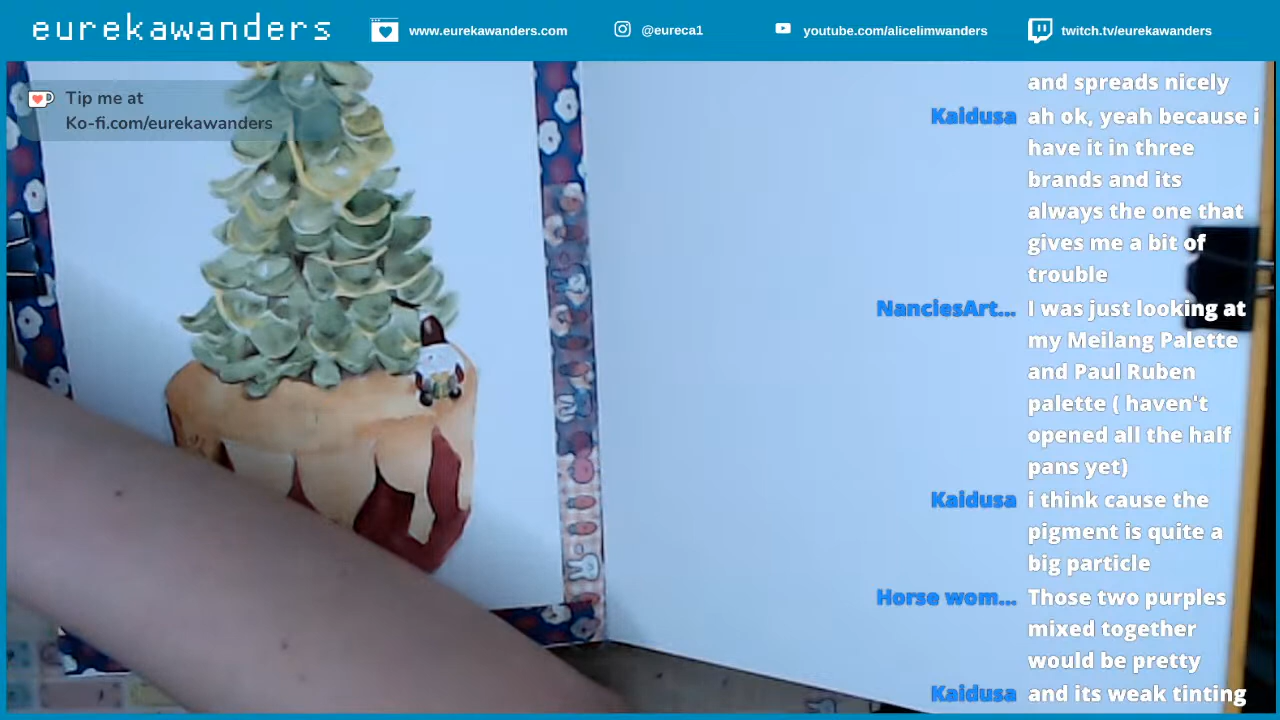 eurekawanders
www.eurekawanders.com
@eureca1
youtube.com/alicelimwanders
twitch.tv/eurekawanders
Tip me at
Ko-fi.com/eurekawanders
and spreads nicely
Kaidusa ah ok, yeah because i
have it in three
brands and its
always the one that
gives me a bit of
trouble
NanciesArt... I was just looking at
my Meilang Palette
and Paul Ruben
palette ( haven't
opened all the half
pans yet)
Kaidusa i think cause the
pigment is quite a
big particle
Horse wom... Those two purples
mixed together
would be pretty
Kaidusa and its weak tinting